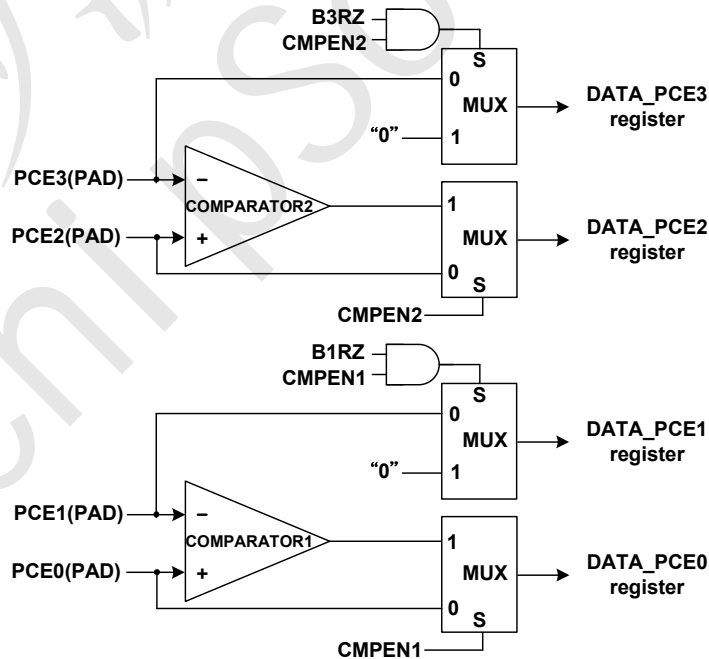 B3RZ
CMPEN2
S
0
MUX
DATA_PCE3
register
"0"
1
PCE3(PAD)
−
COMPARATOR2
PCE2(PAD)
+
1
MUX
DATA_PCE2
register
0
S
CMPEN2
B1RZ
CMPEN1
S
0
MUX
DATA_PCE1
register
"0"
1
PCE1(PAD)
−
COMPARATOR1
PCE0(PAD)
+
1
MUX
DATA_PCE0
register
0
S
CMPEN1